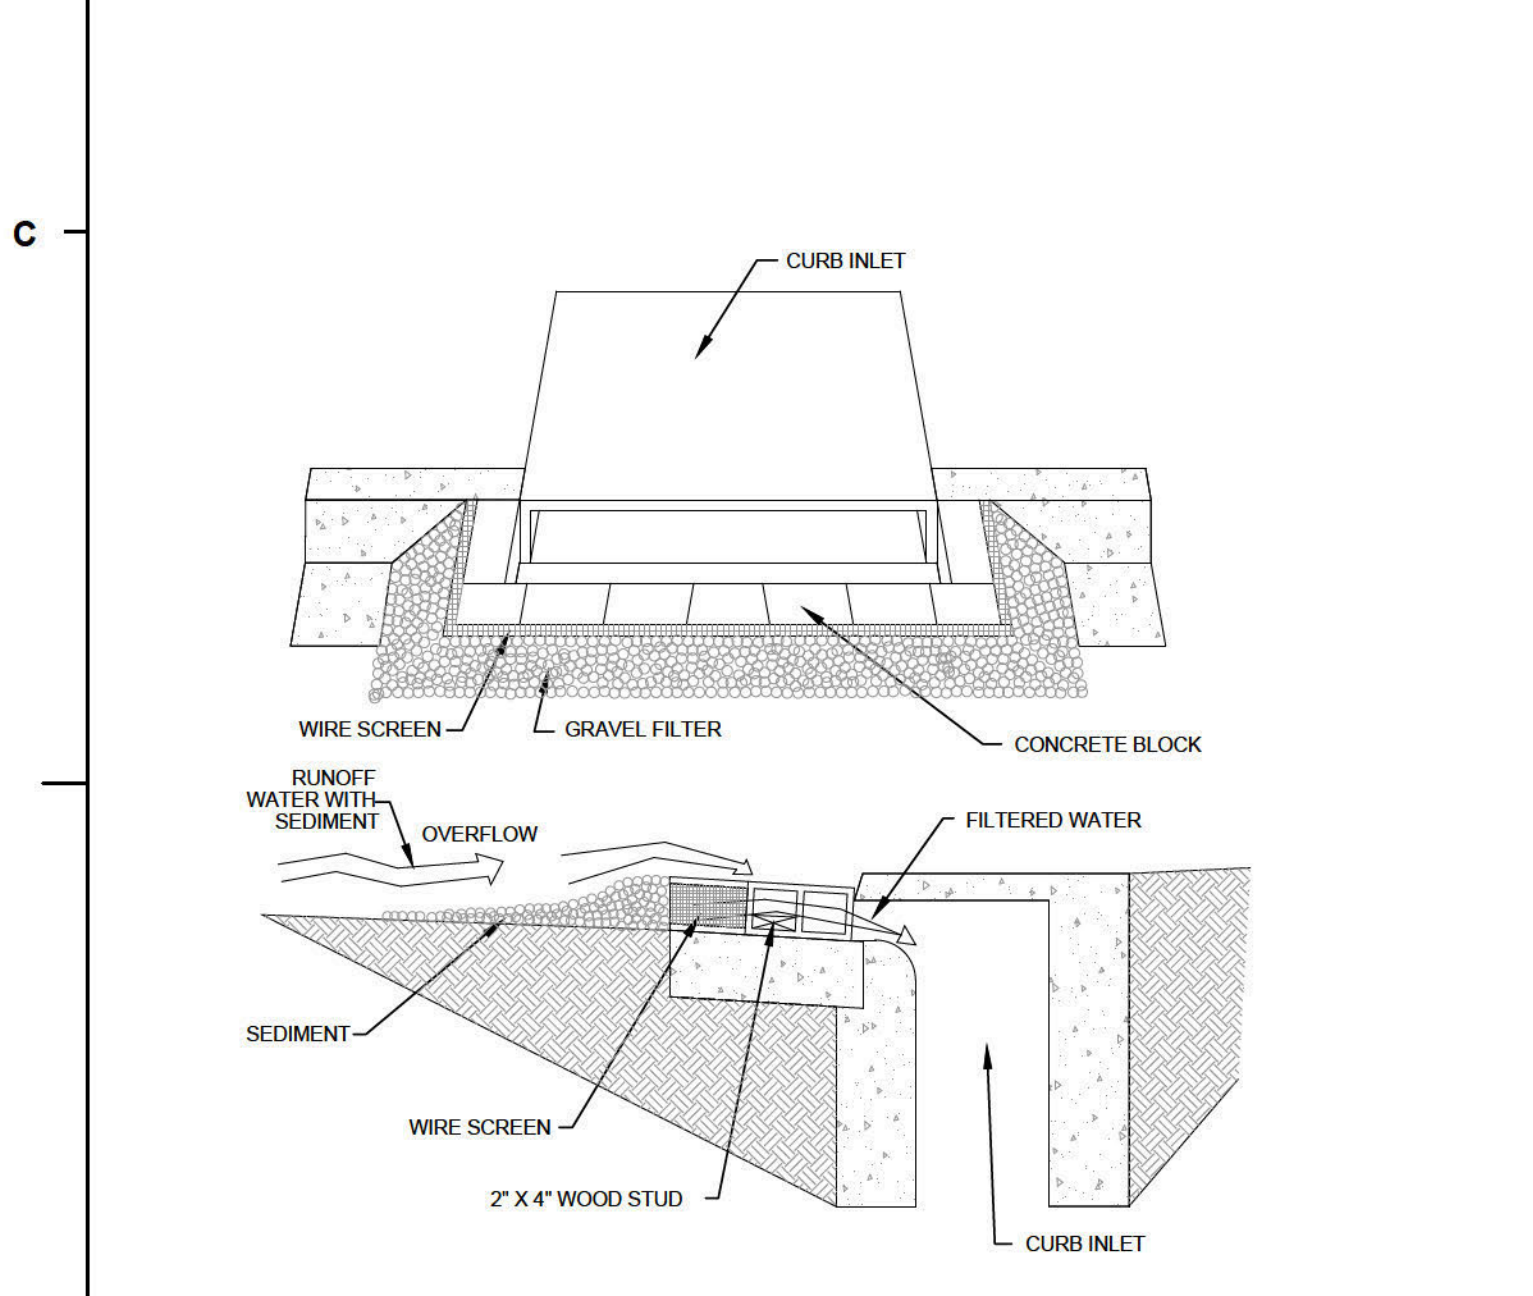 C
CURB INLET
WIRE SCREEN
GRAVEL FILTER
CONCRETE BLOCK
RUNOFF
WATER WITH
SEDIMENT
OVERFLOW
FILTERED WATER
SEDIMENT
WIRE SCREEN
2" X 4" WOOD STUD
CURB INLET